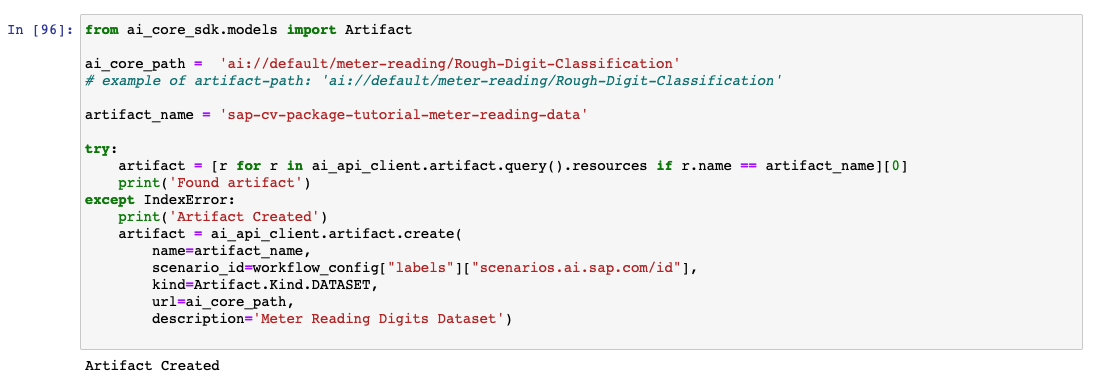 In [96]: from ai_core_sdk.models import Artifact

ai_core_path =  'ai://default/meter-reading/Rough-Digit-Classification'
# example of artifact-path: 'ai://default/meter-reading/Rough-Digit-Classification'

artifact_name = 'sap-cv-package-tutorial-meter-reading-data'

try:
    artifact = [r for r in ai_api_client.artifact.query().resources if r.name == artifact_name][0]
    print('Found artifact')
except IndexError:
    print('Artifact Created')
    artifact = ai_api_client.artifact.create(
        name=artifact_name,
        scenario_id=workflow_config["labels"]["scenarios.ai.sap.com/id"],
        kind=Artifact.Kind.DATASET,
        url=ai_core_path,
        description='Meter Reading Digits Dataset')

Artifact Created